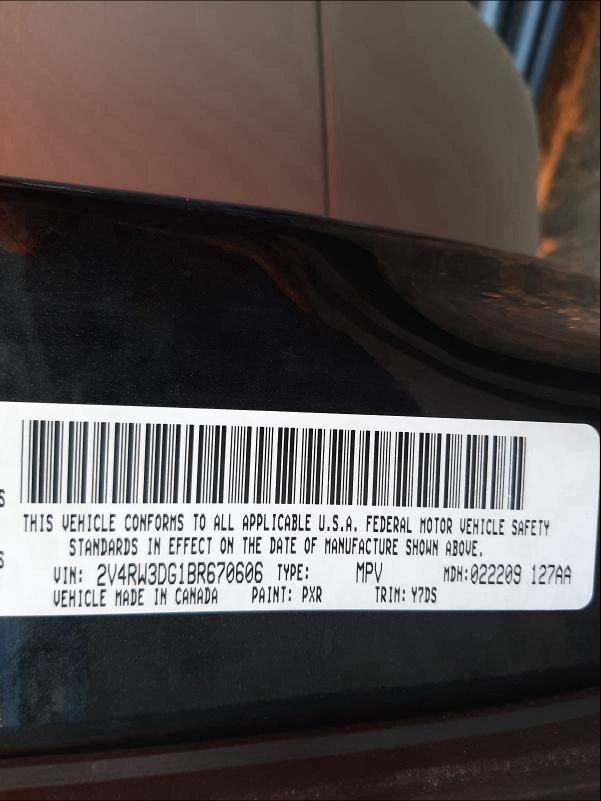 S
THIS VEHICLE CONFORMS TO ALL APPLICABLE U.S.A. FEDERAL MOTOR VEHICLE SAFETY
S STANDARDS IN EFFECT ON THE DATE OF MANUFACTURE SHOWN ABOVE.
VIN: 2V4RW3DG1BR670606 TYPE: MPV MDH:022209 127AA
VEHICLE MADE IN CANADA PAINT: PXR TRIM: Y7DS